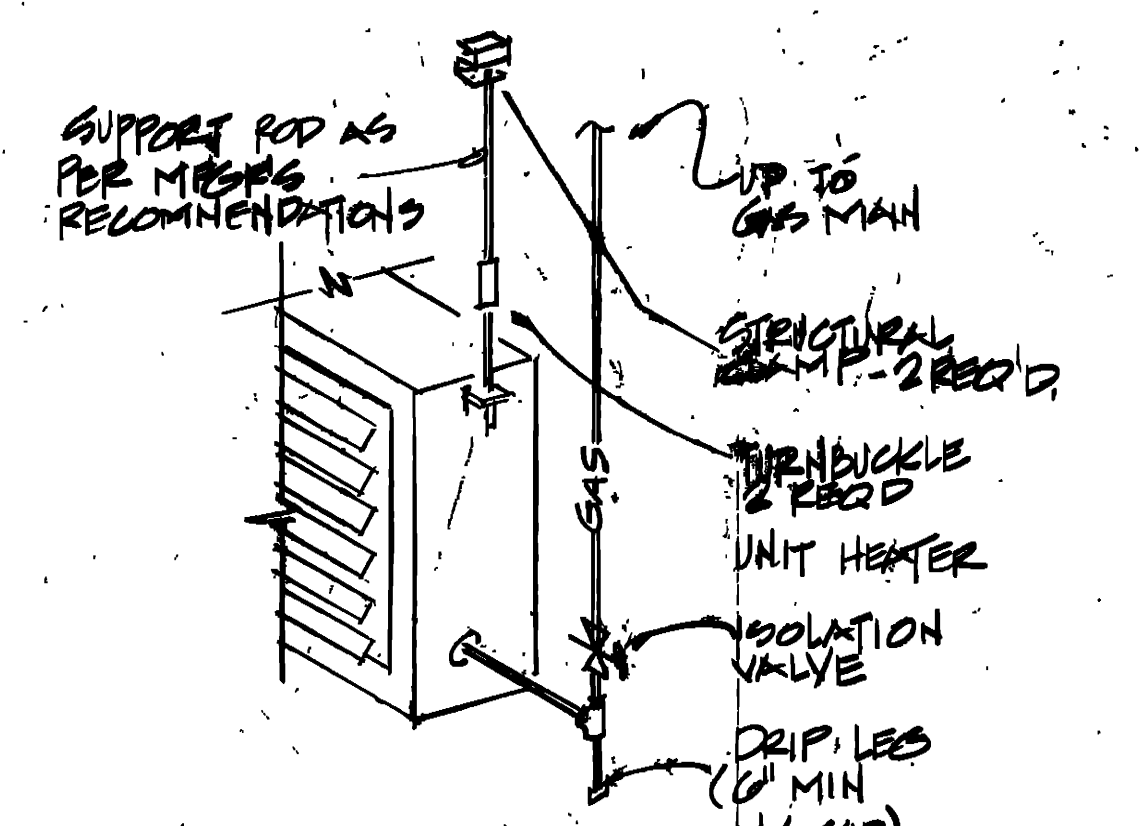 SUPPORT ROD AS
PER MFGRS
RECOMMENDATIONS
UP TO
GAS MAIN
STRUCTURAL
CLAMP - 2 REQ'D.
TURNBUCKLE
2 REQD
GAS
UNIT HEATER
ISOLATION
VALVE
DRIP LEG
(6" MIN